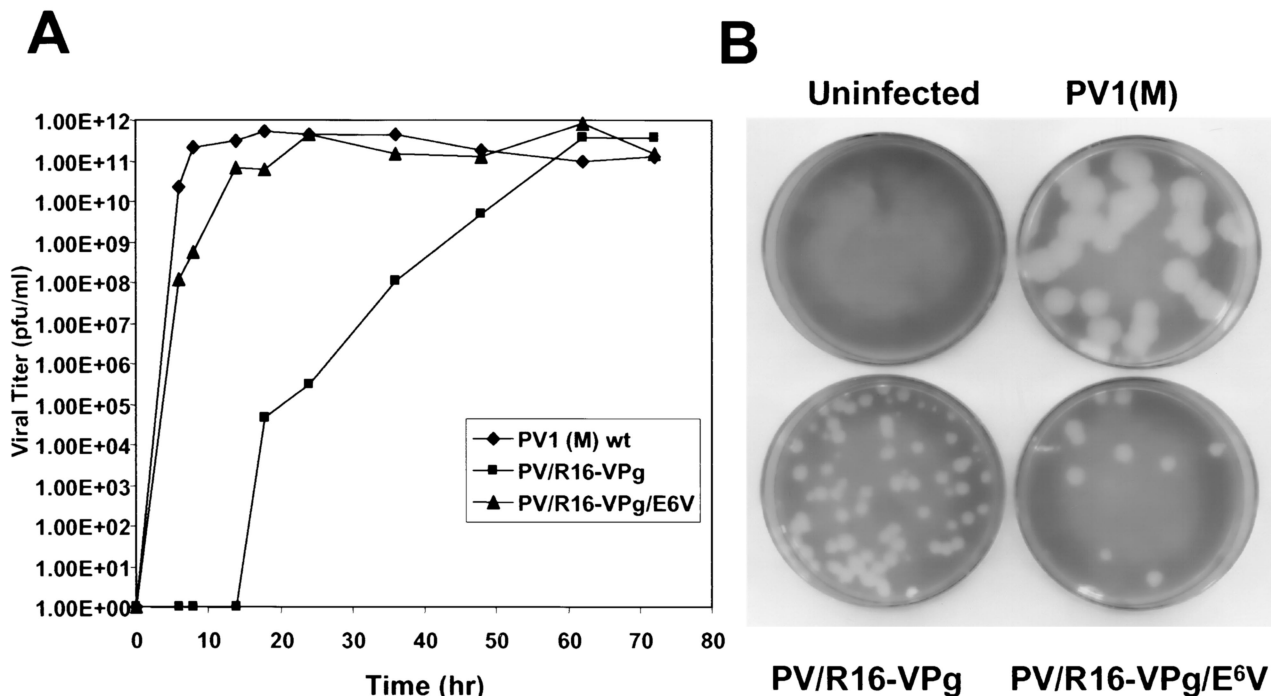 A
B
Uninfected
PV1(M)
1.00E+12
1.00E+11
1.00E+10
1.00E+09
1.00E+08
1.00E+07
1.00E+06
1.00E+05
1.00E+04
1.00E+03
1.00E+02
1.00E+01
1.00E+00
Viral Titer (pfu/ml)
PV1 (M) wt
PV/R16-VPg
PV/R16-VPg/E6V
0
10
20
30
40
50
60
70
80
Time (hr)
PV/R16-VPg
PV/R16-VPg/E⁶V